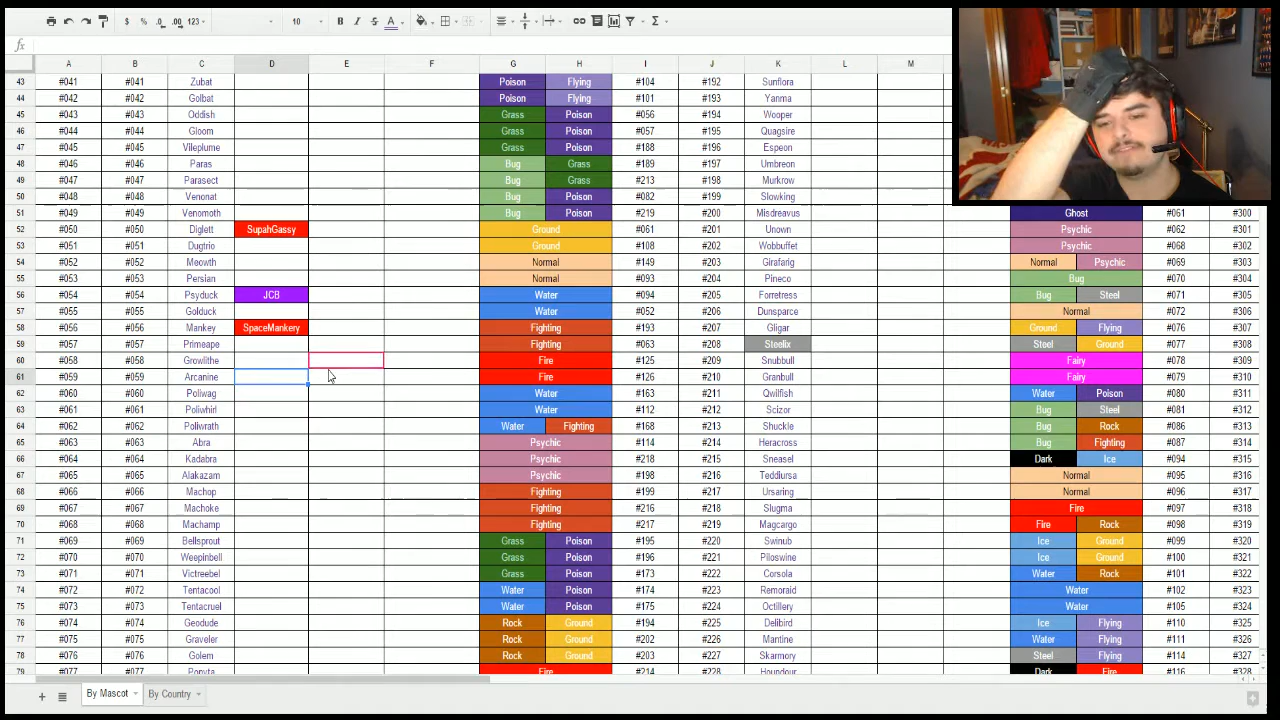 $ % .0 .00 123 10 B I S A
fx
A B C D E F G H I J K L M
43 #041 #041 Zubat Poison Flying #104 #192 Sunflora
44 #042 #042 Golbat Poison Flying #101 #193 Yanma
45 #043 #043 Oddish Grass Poison #056 #194 Wooper
46 #044 #044 Gloom Grass Poison #057 #195 Quagsire
47 #045 #045 Vileplume Grass Poison #188 #196 Espeon
48 #046 #046 Paras Bug Grass #189 #197 Umbreon
49 #047 #047 Parasect Bug Grass #213 #198 Murkrow
50 #048 #048 Venonat Bug Poison #082 #199 Slowking
51 #049 #049 Venomoth Bug Poison #219 #200 Misdreavus Ghost #061 #300
52 #050 #050 Diglett SupahGassy Ground #061 #201 Unown Psychic #062 #301
53 #051 #051 Dugtrio Ground #108 #202 Wobbuffet Psychic #068 #302
54 #052 #052 Meowth Normal #149 #203 Girafarig Normal Psychic #069 #303
55 #053 #053 Persian Normal #093 #204 Pineco Bug #070 #304
56 #054 #054 Psyduck JCB Water #094 #205 Forretress Bug Steel #071 #305
57 #055 #055 Golduck Water #052 #206 Dunsparce Normal #072 #306
58 #056 #056 Mankey SpaceMankery Fighting #193 #207 Gligar Ground Flying #076 #307
59 #057 #057 Primeape Fighting #063 #208 Steelix Steel Ground #077 #308
60 #058 #058 Growlithe Fire #125 #209 Snubbull Fairy #078 #309
61 #059 #059 Arcanine Fire #126 #210 Granbull Fairy #079 #310
62 #060 #060 Poliwag Water #163 #211 Qwilfish Water Poison #080 #311
63 #061 #061 Poliwhirl Water #112 #212 Scizor Bug Steel #081 #312
64 #062 #062 Poliwrath Water Fighting #168 #213 Shuckle Bug Rock #086 #313
65 #063 #063 Abra Psychic #114 #214 Heracross Bug Fighting #087 #314
66 #064 #064 Kadabra Psychic #218 #215 Sneasel Dark Ice #094 #315
67 #065 #065 Alakazam Psychic #198 #216 Teddiursa Normal #095 #316
68 #066 #066 Machop Fighting #199 #217 Ursaring Normal #096 #317
69 #067 #067 Machoke Fighting #216 #218 Slugma Fire #097 #318
70 #068 #068 Machamp Fighting #217 #219 Magcargo Fire Rock #098 #319
71 #069 #069 Bellsprout Grass Poison #195 #220 Swinub Ice Ground #099 #320
72 #070 #070 Weepinbell Grass Poison #196 #221 Piloswine Ice Ground #100 #321
73 #071 #071 Victreebel Grass Poison #173 #222 Corsola Water Rock #101 #322
74 #072 #072 Tentacool Water Poison #174 #223 Remoraid Water #102 #323
75 #073 #073 Tentacruel Water Poison #175 #224 Octillery Water #105 #324
76 #074 #074 Geodude Rock Ground #194 #225 Delibird Ice Flying #110 #325
77 #075 #075 Graveler Rock Ground #202 #226 Mantine Water Flying #111 #326
78 #076 #076 Golem Rock Ground #203 #227 Skarmory Steel Flying #114 #327
79 #077 #077 Ponyta Fire #214 #228 Houndour Dark Fire #116 #328
By Mascot By Country